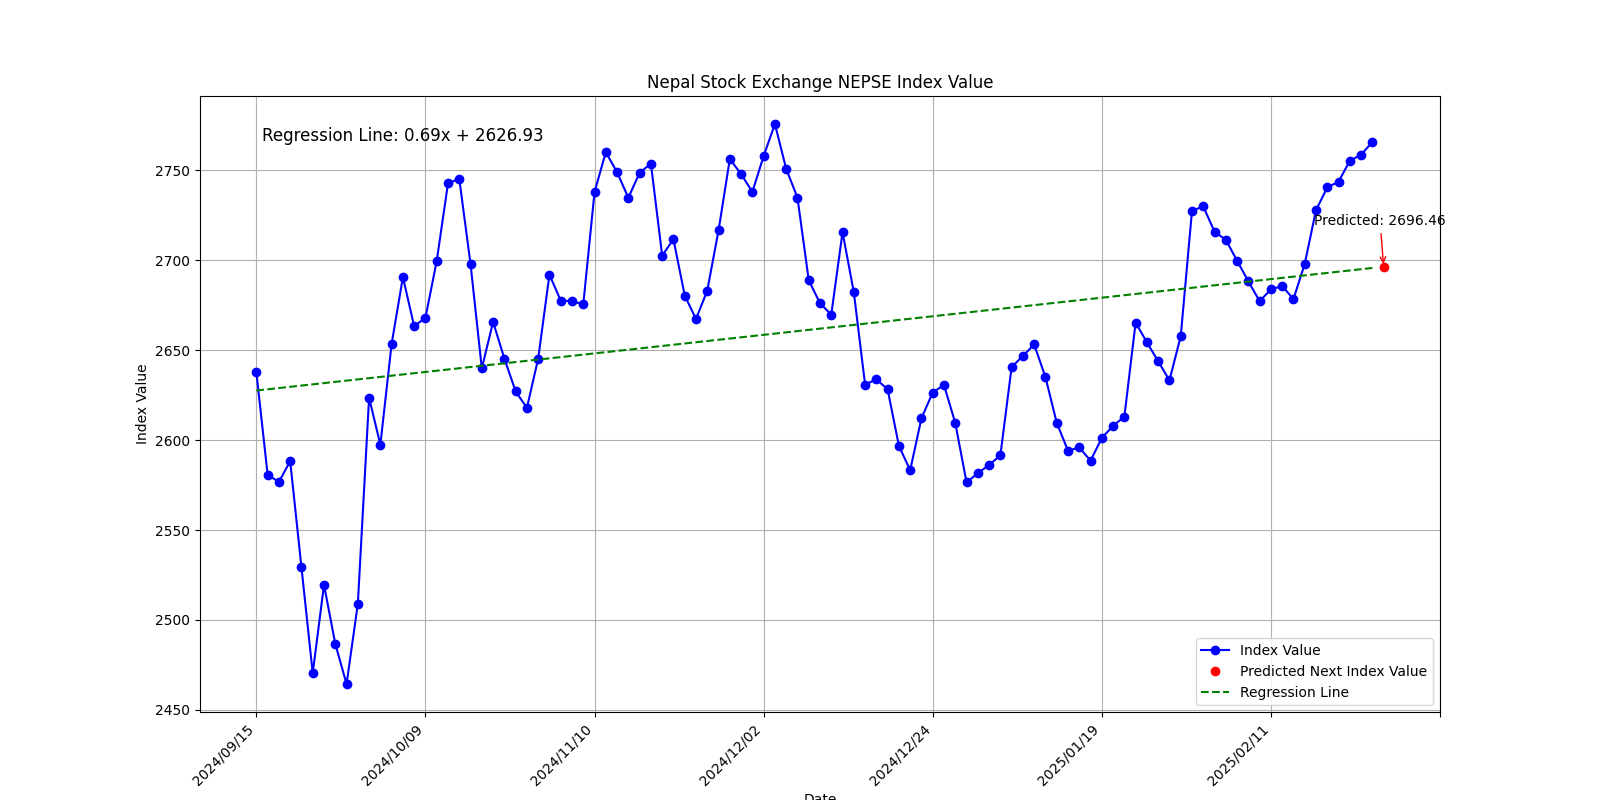 Nepal Stock Exchange NEPSE Index Value
Regression Line: 0.69x + 2626.93
Predicted: 2696.46
Index Value
2750
2700
2650
2600
2550
2500
2450
Index Value
Predicted Next Index Value
Regression Line
2024/09/15
2024/10/09
2024/11/10
2024/12/02
2024/12/24
2025/01/19
2025/02/11
Date